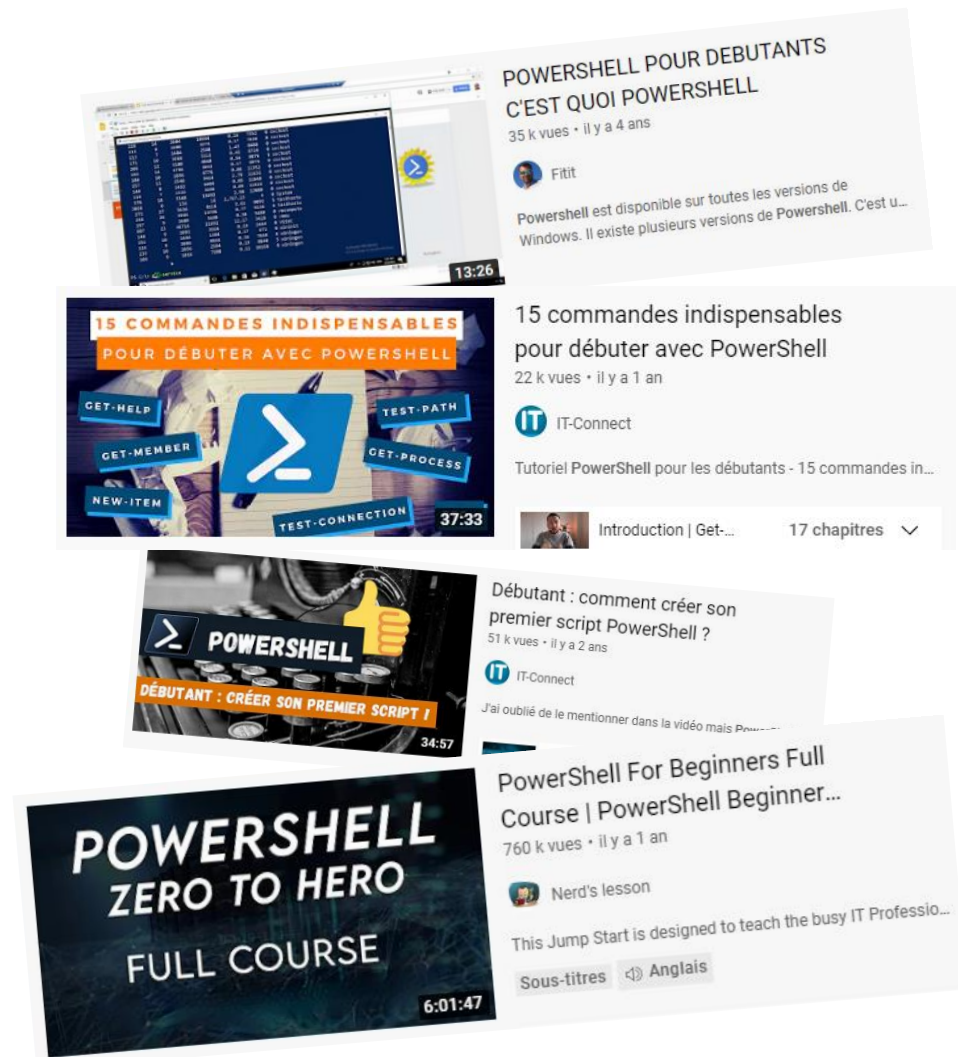 POWERSHELL POUR DEBUTANTS
C'EST QUOI POWERSHELL
35 k vues • il y a 4 ans
Fitit
Powershell est disponible sur toutes les versions de
Windows. Il existe plusieurs versions de Powershell. C'est u...
13:26
15 COMMANDES INDISPENSABLES
POUR DÉBUTER AVEC POWERSHELL
GET-HELP
GET-MEMBER
NEW-ITEM
TEST-PATH
GET-PROCESS
TEST-CONNECTION
37:33
15 commandes indispensables
pour débuter avec PowerShell
22 k vues • il y a 1 an
IT IT-Connect
Tutoriel PowerShell pour les débutants - 15 commandes in...
Introduction | Get-... 17 chapitres
POWERSHELL
DÉBUTANT : CRÉER SON PREMIER SCRIPT !
34:57
Débutant : comment créer son
premier script PowerShell ?
51 k vues • il y a 2 ans
IT IT-Connect
J'ai oublié de le mentionner dans la vidéo mais
POWERSHELL
ZERO TO HERO
FULL COURSE
6:01:47
PowerShell For Beginners Full
Course | PowerShell Beginner...
760 k vues • il y a 1 an
Nerd's lesson
This Jump Start is designed to teach the busy IT Professio...
Sous-titres Anglais